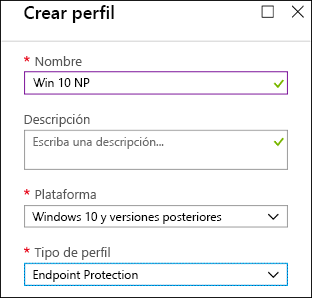 Crear perfil
* Nombre
Win 10 NP
Descripción
Escriba una descripción...
* Plataforma
Windows 10 y versiones posteriores
* Tipo de perfil
Endpoint Protection